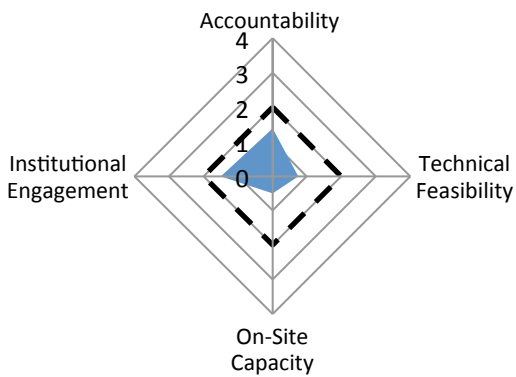 Accountability
4
3
2
1
0
Institutional
Engagement
Technical
Feasibility
On-Site
Capacity